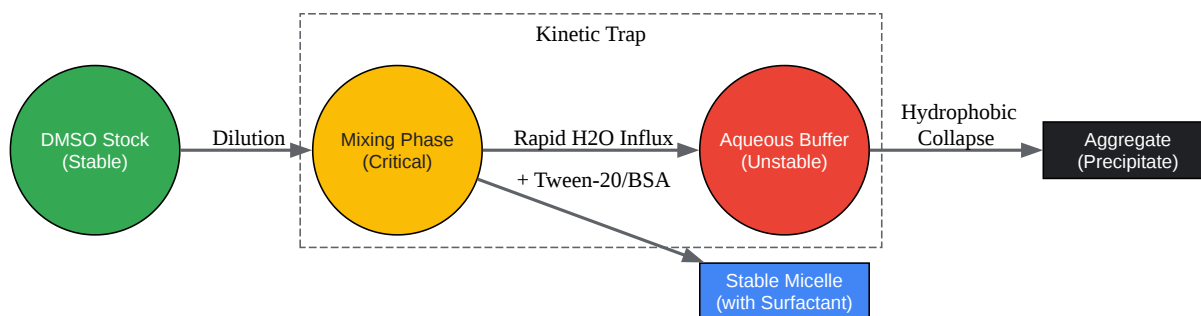 Kinetic Trap
DMSO Stock
(Stable)
Dilution
Mixing Phase
(Critical)
Rapid H2O Influx
+ Tween-20/BSA
Aqueous Buffer
(Unstable)
Hydrophobic
Collapse
Aggregate
(Precipitate)
Stable Micelle
(with Surfactant)